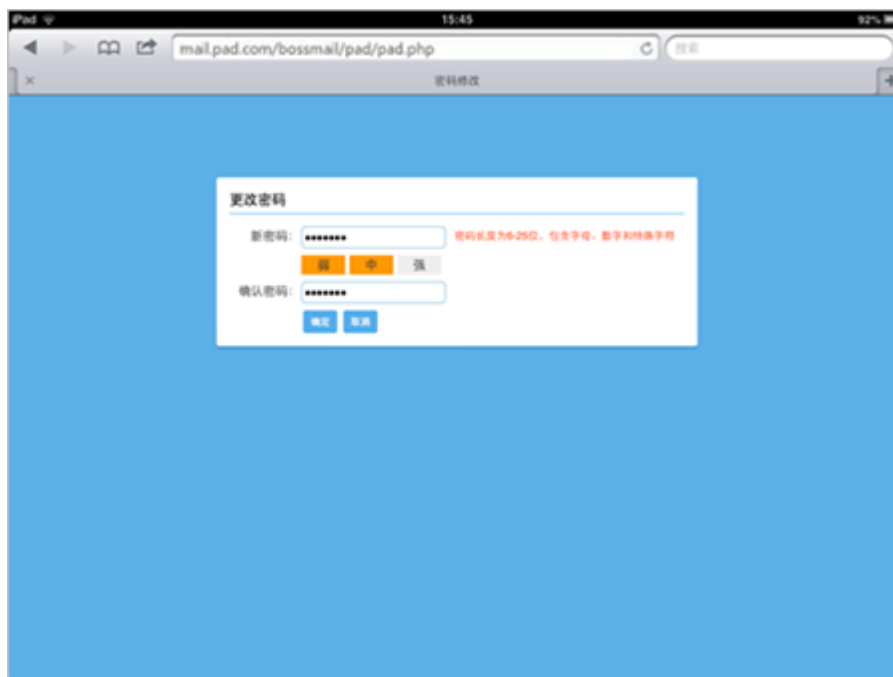 iPad
15:45
92%
mail.pad.com/bossmail/pad/pad.php
搜索
密码修改
更改密码
新密码: •••••••
密码长度为6-25位，包含字母、数字和特殊字符
弱 中 强
确认密码: •••••••
确定 取消